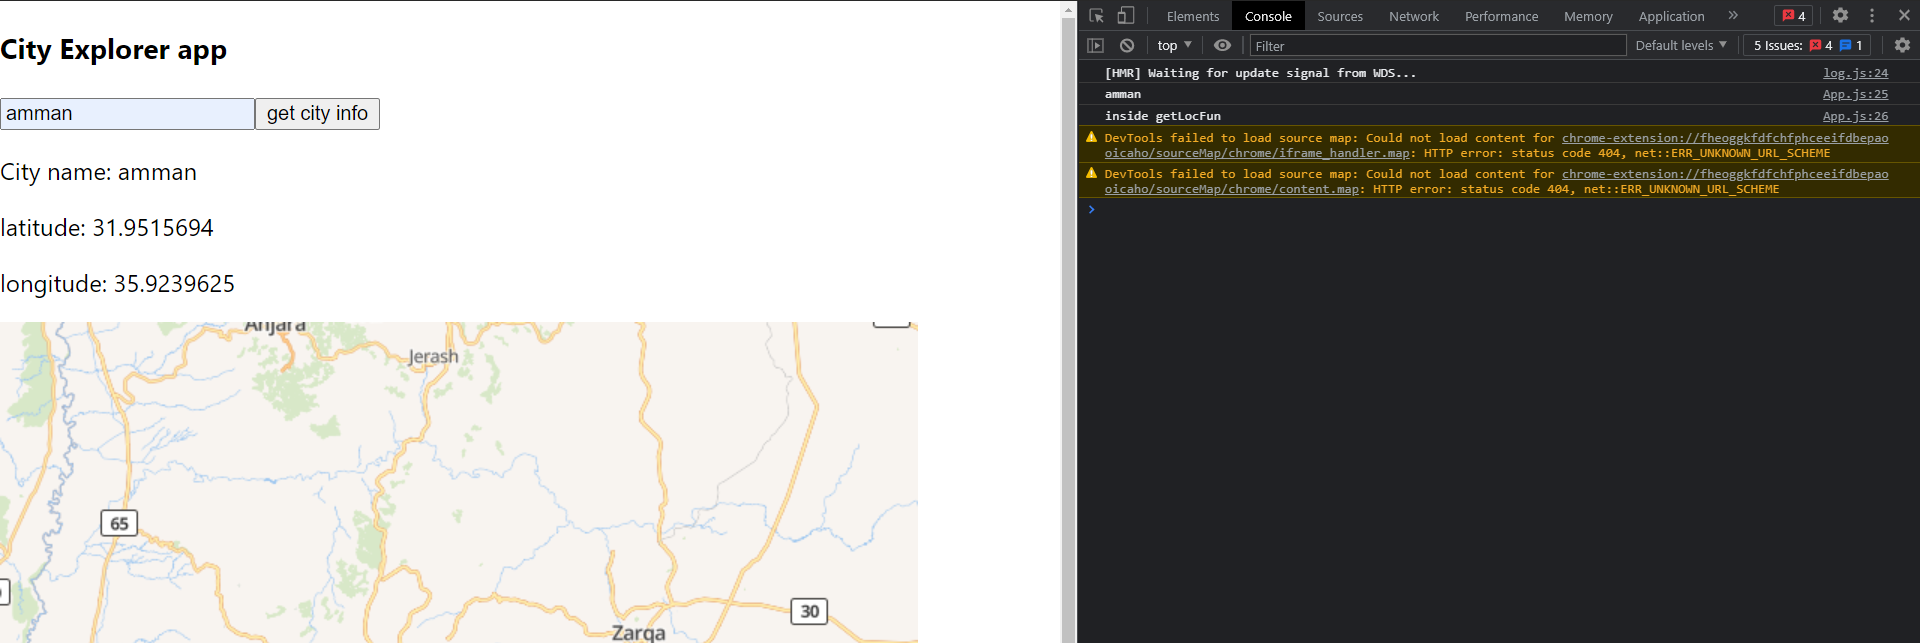 City Explorer app
amman
get city info
City name: amman
latitude: 31.9515694
longitude: 35.9239625
Anjara
Jerash
65
30
Zarqa
Elements Console Sources Network Performance Memory Application » 4
top Filter Default levels 5 Issues: 4 1
[HMR] Waiting for update signal from WDS... log.js:24
amman App.js:25
inside getLocFun App.js:26
DevTools failed to load source map: Could not load content for chrome-extension://fheoggkfdfchfphceeifdbepao
oicaho/sourceMap/chrome/iframe_handler.map: HTTP error: status code 404, net::ERR_UNKNOWN_URL_SCHEME
DevTools failed to load source map: Could not load content for chrome-extension://fheoggkfdfchfphceeifdbepao
oicaho/sourceMap/chrome/content.map: HTTP error: status code 404, net::ERR_UNKNOWN_URL_SCHEME